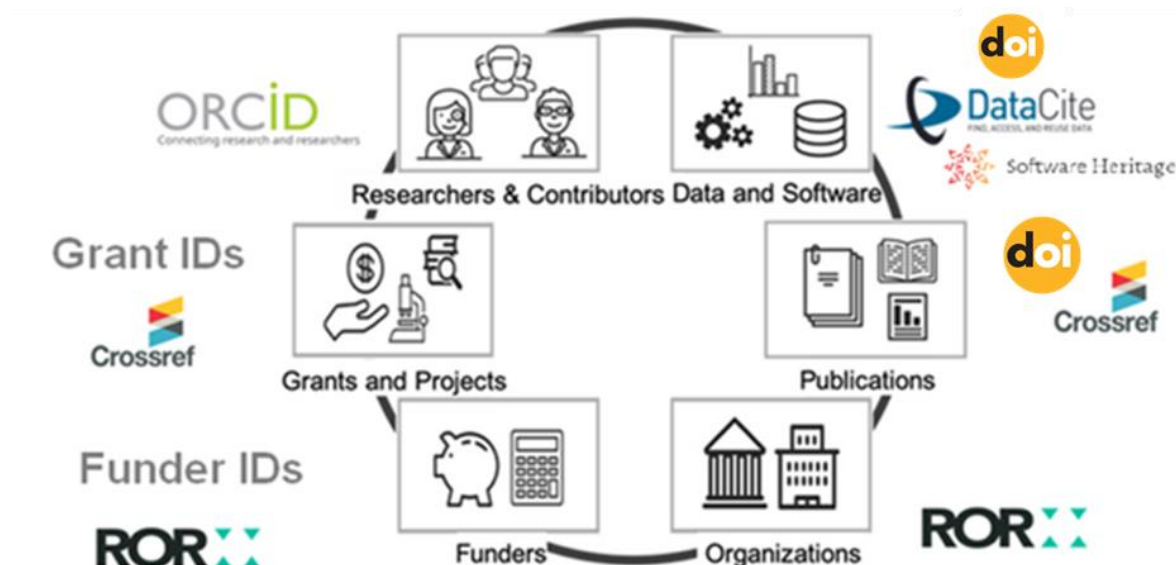 doi
ORCID
Connecting research and researchers
DataCite
FIND, ACCESS, AND REUSE DATA
Software Heritage
Researchers & Contributors
Data and Software
Grant IDs
Crossref
$
doi
Crossref
Grants and Projects
Publications
Funder IDs
ROR
Funders
Organizations
ROR